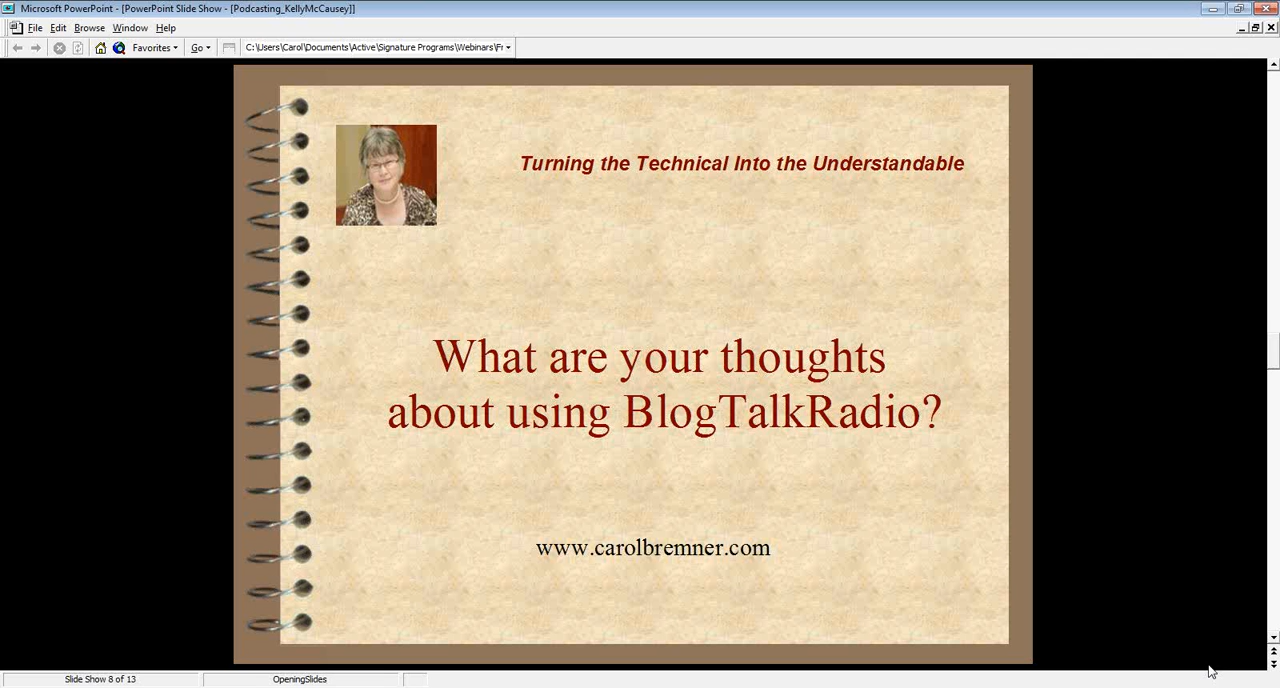 Microsoft PowerPoint - [PowerPoint Slide Show - [Podcasting_KellyMcCausey]]
File Edit Browse Window Help
Favorites Go C:\Users\Carol\Documents\Active\Signature Programs\Webinars\Fr
Turning the Technical Into the Understandable
What are your thoughts
about using BlogTalkRadio?
www.carolbremner.com
Slide Show 8 of 13 OpeningSlides